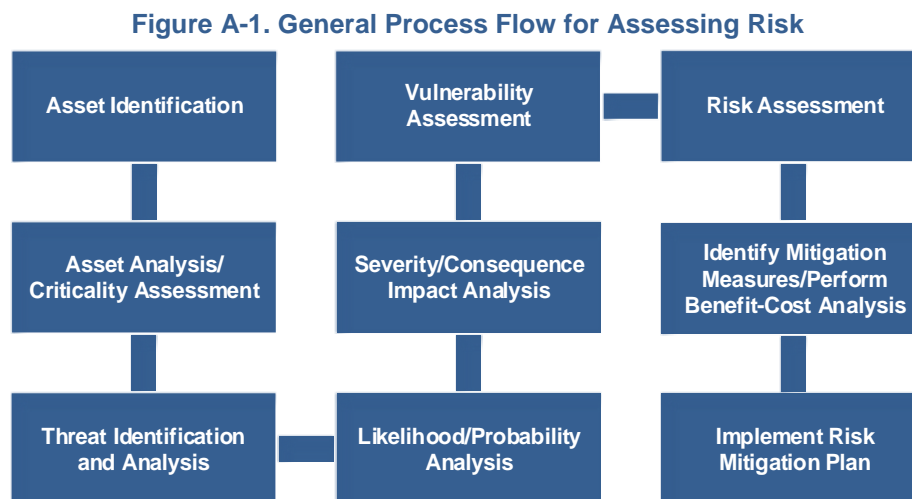 Figure A-1. General Process Flow for Assessing Risk
Asset Identification
Vulnerability
Assessment
Risk Assessment
Asset Analysis/
Criticality Assessment
Severity/Consequence
Impact Analysis
Identify Mitigation
Measures/Perform
Benefit-Cost Analysis
Threat Identification
and Analysis
Likelihood/Probability
Analysis
Implement Risk
Mitigation Plan